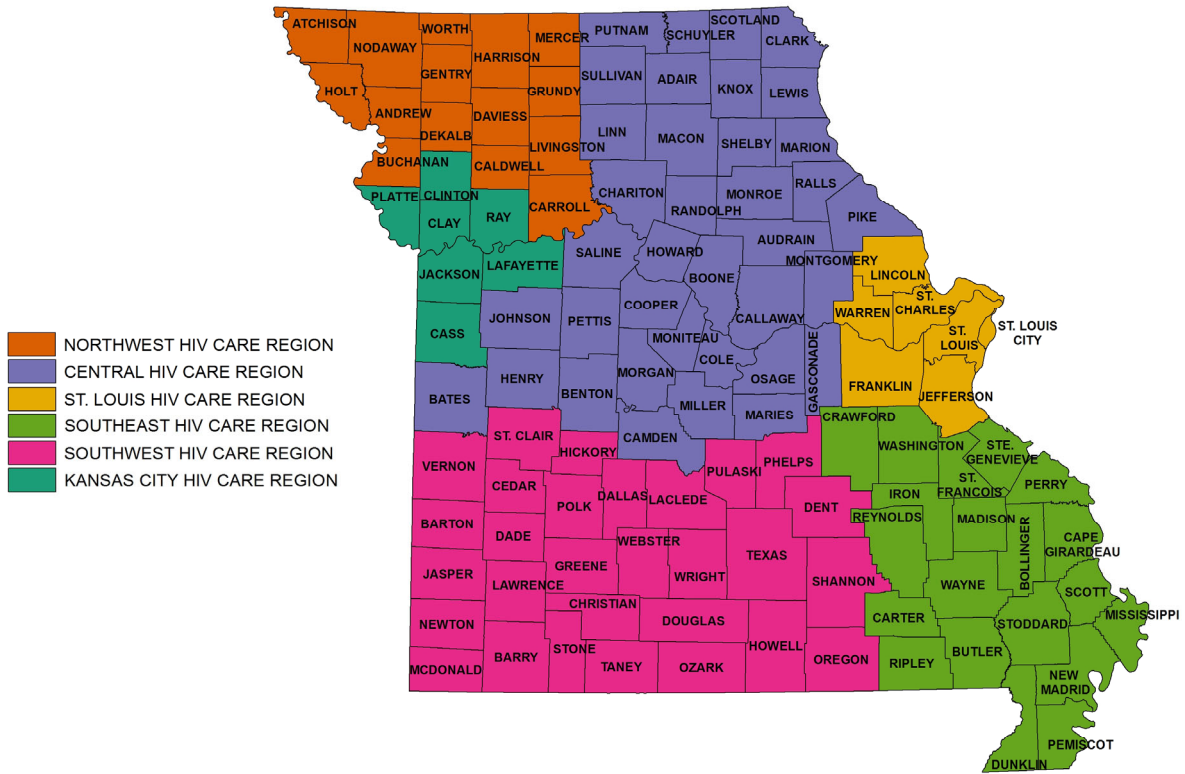 ATCHISON
NODAWAY
WORTH
HARRISON
MERCER
PUTNAM
SCHUYLER
SCOTLAND
CLARK
HOLT
GENTRY
GRUNDY
SULLIVAN
ADAIR
KNOX
LEWIS
ANDREW
DEKALB
DAVIESS
LIVINGSTON
LINN
MACON
SHELBY
MARION
BUCHANAN
CALDWELL
PLATTE
CLINTON
CLAY
RAY
CARROLL
CHARITON
RANDOLPH
MONROE
RALLS
PIKE
AUDRAIN
SALINE
HOWARD
BOONE
MONTGOMERY
LINCOLN
JACKSON
LAFAYETTE
COOPER
CALLAWAY
WARREN
ST.
CHARLES
ST. LOUIS
CITY
ST.
LOUIS
CASS
JOHNSON
PETTIS
MONITEAU
COLE
OSAGE
GASCONADE
FRANKLIN
JEFFERSON
NORTHWEST HIV CARE REGION
CENTRAL HIV CARE REGION
ST. LOUIS HIV CARE REGION
SOUTHEAST HIV CARE REGION
SOUTHWEST HIV CARE REGION
KANSAS CITY HIV CARE REGION
BATES
HENRY
BENTON
MORGAN
MILLER
MARIES
CAMDEN
CRAWFORD
WASHINGTON
STE.
GENEVIEVE
ST.
FRANCOIS
PERRY
VERNON
ST. CLAIR
HICKORY
CEDAR
POLK
DALLAS
LACLEDE
PULASKI
PHELPS
DENT
IRON
REYNOLDS
MADISON
BOLLINGER
CAPE
GIRARDEAU
BARTON
DADE
WEBSTER
TEXAS
JASPER
LAWRENCE
GREENE
WRIGHT
SHANNON
WAYNE
SCOTT
MISSISSIPPI
NEWTON
CHRISTIAN
DOUGLAS
CARTER
STODDARD
MCDONALD
BARRY
STONE
TANEY
OZARK
HOWELL
OREGON
RIPLEY
BUTLER
NEW
MADRID
PEMISCOT
DUNKLIN